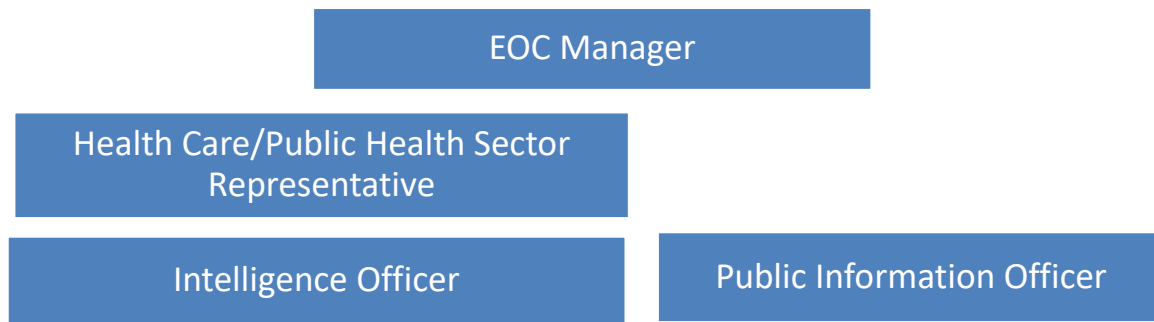 EOC Manager
Health Care/Public Health Sector
Representative
Intelligence Officer
Public Information Officer